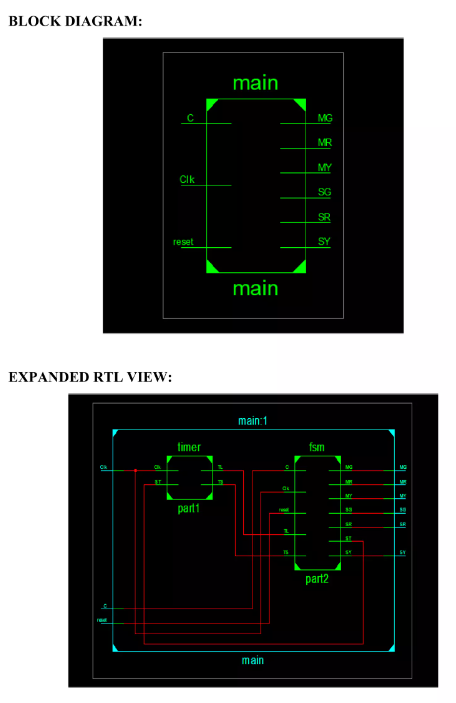 BLOCK DIAGRAM:
main
C
MG
MR
MY
Clk
SG
SR
reset
SY
main
EXPANDED RTL VIEW:
main:1
timer
fsm
Clk
Clk
TL
C
MG
MG
MR
MR
ST
TS
Clk
MY
MY
part1
reset
SG
SG
SR
SR
TL
ST
TS
SY
SY
part2
C
reset
main